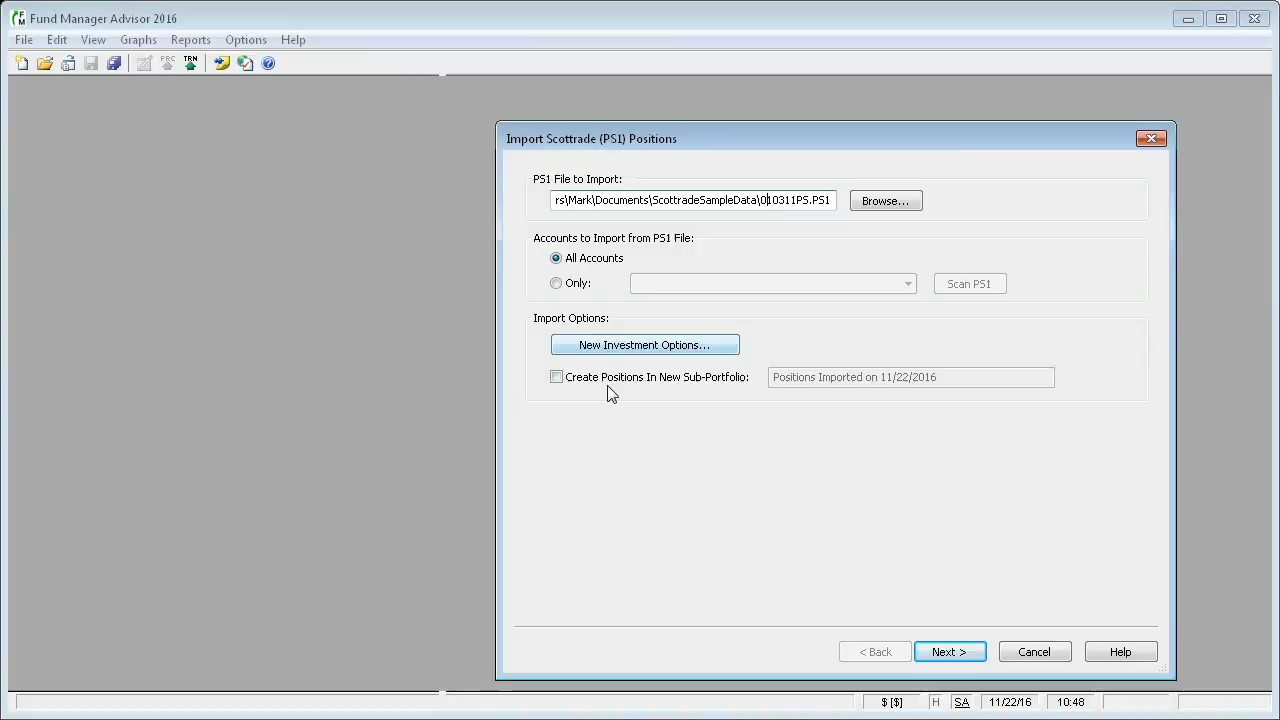 Fund Manager Advisor 2016
File Edit View Graphs Reports Options Help
PRC TRN
Import Scottrade (PS1) Positions
PS1 File to Import:
rs\Mark\Documents\ScottradeSampleData\010311PS.PS1 Browse...
Accounts to Import from PS1 File:
All Accounts
Only: Scan PS1
Import Options:
New Investment Options...
Create Positions In New Sub-Portfolio: Positions Imported on 11/22/2016
< Back Next > Cancel Help
$ [$] H SA 11/22/16 10:48